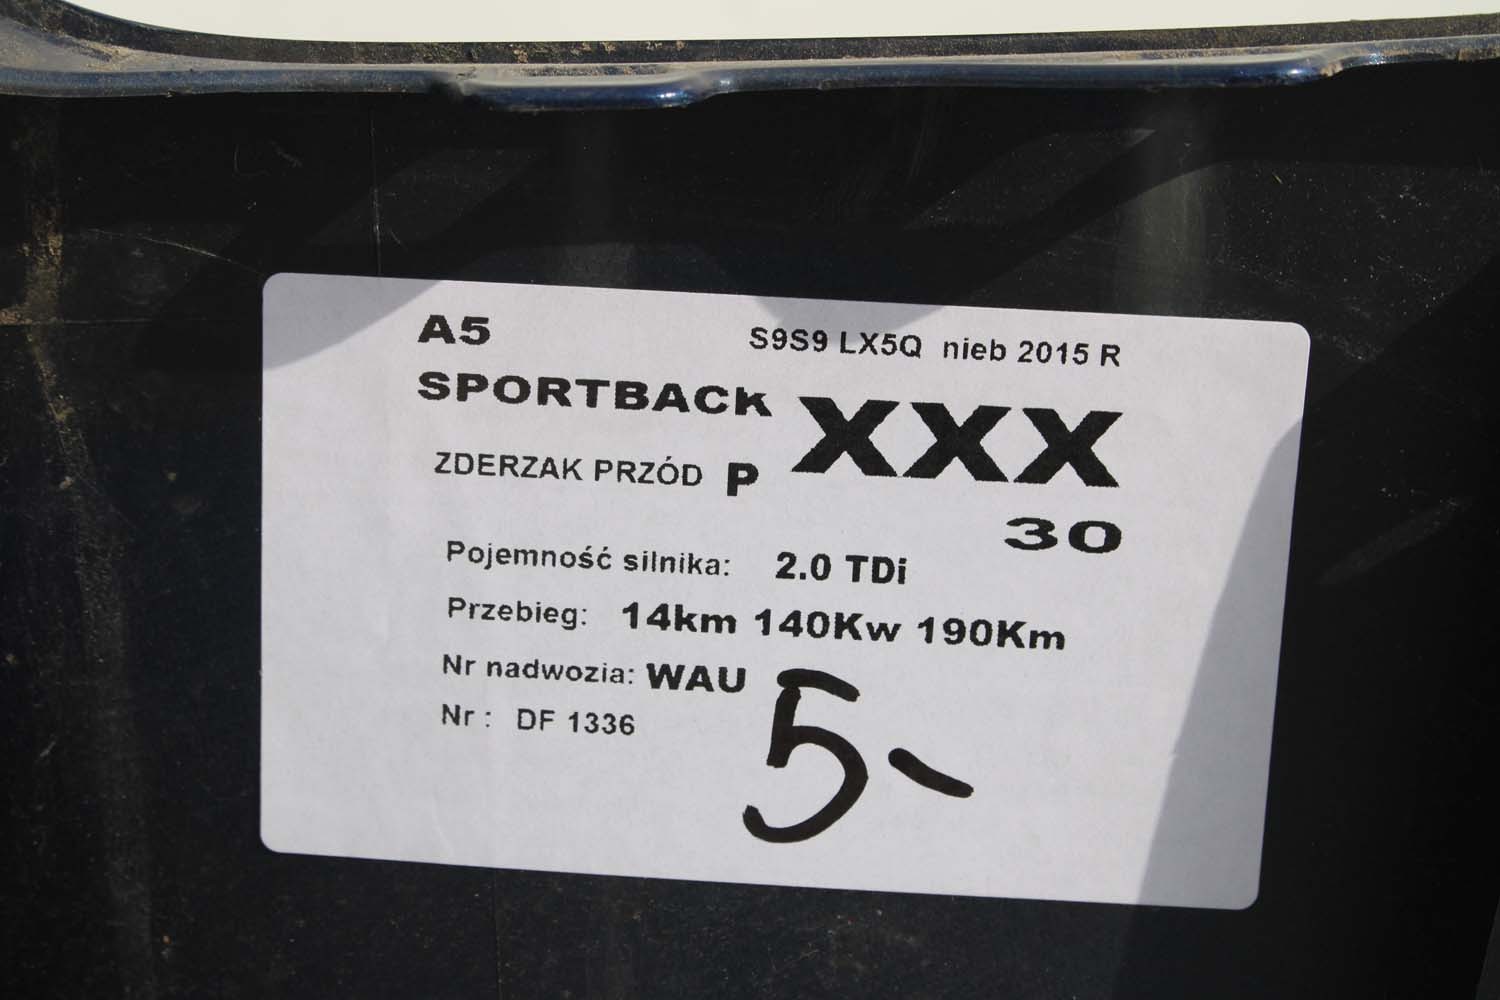 A5 S9S9 LX5Q nieb 2015 R
SPORTBACK XXX
ZDERZAK PRZÓD P
30
Pojemność silnika: 2.0 TDi
Przebieg: 14km 140Kw 190Km
Nr nadwozia: WAU
Nr : DF 1336
5-